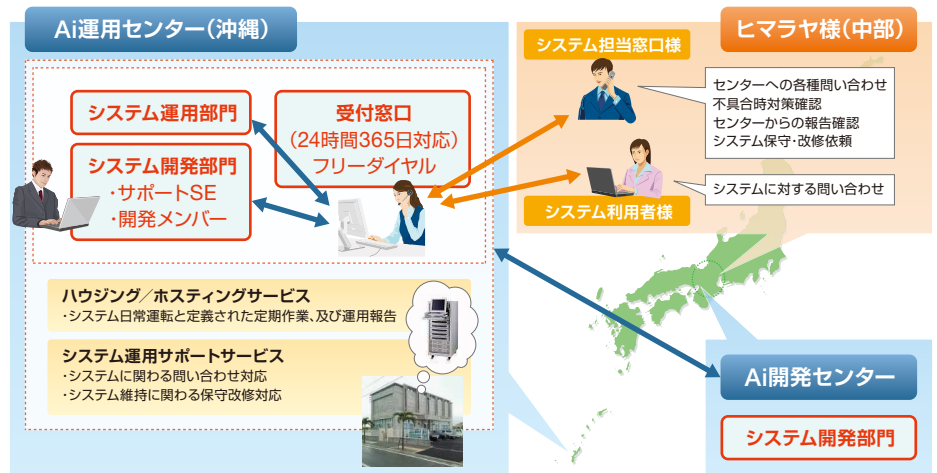 Ai運用センター(沖縄)
システム運用部門
システム開発部門
・サポートSE
・開発メンバー
受付窓口
(24時間365日対応)
フリーダイヤル
ハウジング/ホスティングサービス
・システム日常運転と定義された定期作業、及び運用報告
システム運用サポートサービス
・システムに関わる問い合わせ対応
・システム維持に関わる保守改修対応
ヒマラヤ様(中部)
システム担当窓口様
センターへの各種問い合わせ
不具合時対策確認
センターからの報告確認
システム保守・改修依頼
システムに対する問い合わせ
システム利用者様
Ai開発センター
システム開発部門